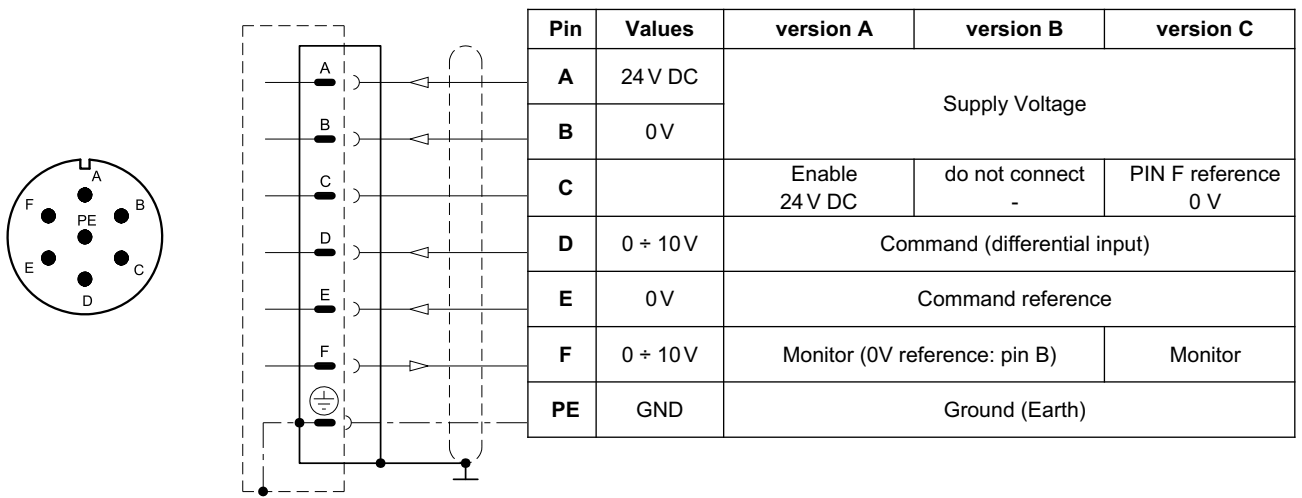 A
F
B
PE
E
C
D
A
B
C
D
E
F
Pin Values version A version B version C
A 24 V DC Supply Voltage
B 0 V
C Enable 24 V DC do not connect - PIN F reference 0 V
D 0 ÷ 10 V Command (differential input)
E 0 V Command reference
F 0 ÷ 10 V Monitor (0V reference: pin B) Monitor
PE GND Ground (Earth)